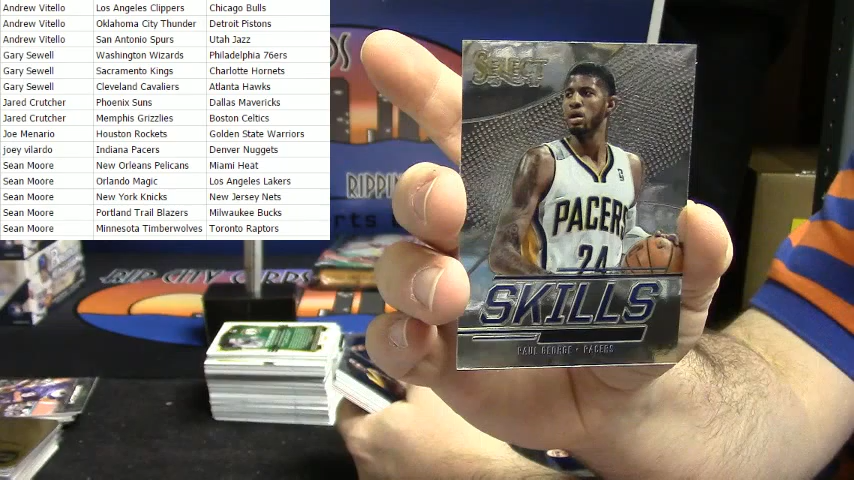 Andrew Vitello Los Angeles Clippers Chicago Bulls
Andrew Vitello Oklahoma City Thunder Detroit Pistons
Andrew Vitello San Antonio Spurs Utah Jazz
Gary Sewell Washington Wizards Philadelphia 76ers
Gary Sewell Sacramento Kings Charlotte Hornets
Gary Sewell Cleveland Cavaliers Atlanta Hawks
Jared Crutcher Phoenix Suns Dallas Mavericks
Jared Crutcher Memphis Grizzlies Boston Celtics
Joe Menario Houston Rockets Golden State Warriors
joey vilardo Indiana Pacers Denver Nuggets
Sean Moore New Orleans Pelicans Miami Heat
Sean Moore Orlando Magic Los Angeles Lakers
Sean Moore New York Knicks New Jersey Nets
Sean Moore Portland Trail Blazers Milwaukee Bucks
Sean Moore Minnesota Timberwolves Toronto Raptors
SELECT
PACERS
24
SKILLS
PAUL GEORGE • PACERS
RIPPIN
RIP CITY CARDS